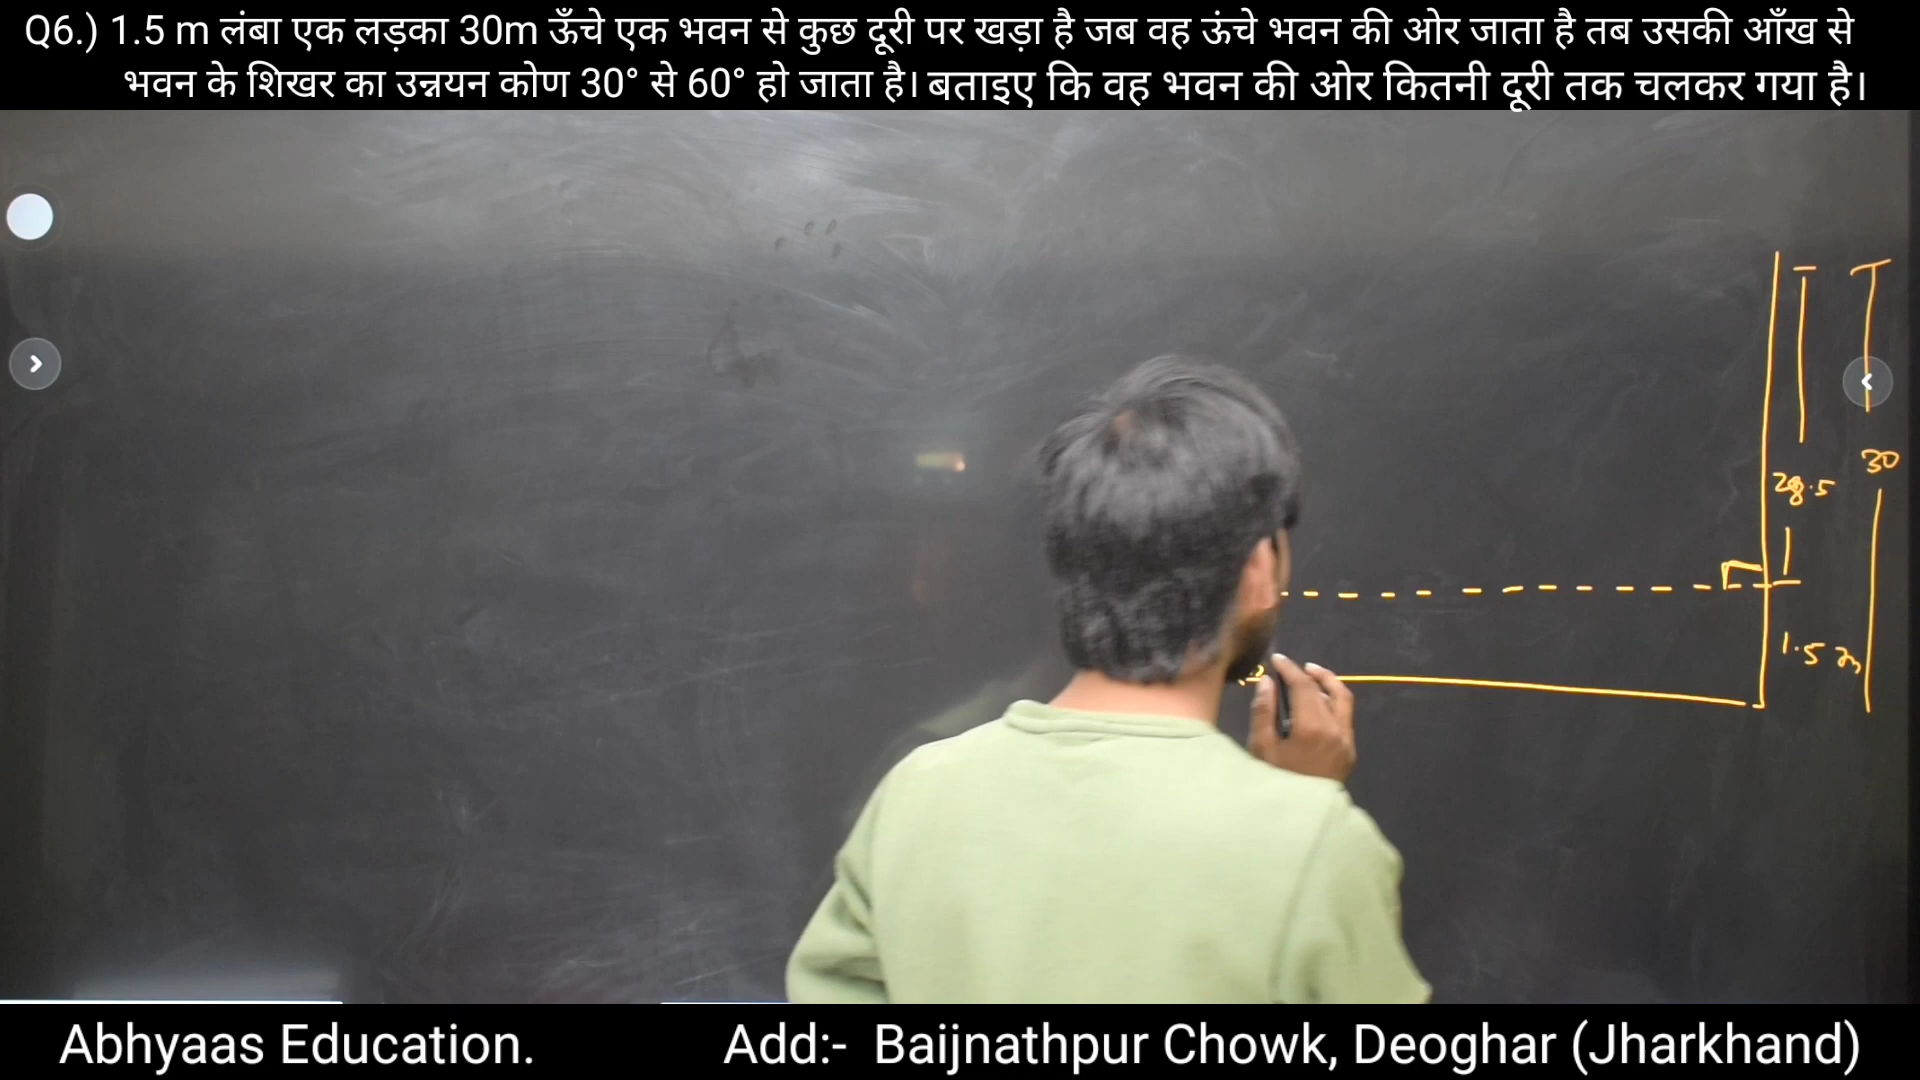 Q6.) 1.5 m लंबा एक लड़का 30m ऊँचे एक भवन से कुछ दूरी पर खड़ा है जब वह ऊंचे भवन की ओर जाता है तब उसकी आँख से
भवन के शिखर का उन्नयन कोण 30° से 60° हो जाता है। बताइए कि वह भवन की ओर कितनी दूरी तक चलकर गया है।
30
28.5
1.5 m
Abhyaas Education. Add:- Baijnathpur Chowk, Deoghar (Jharkhand)